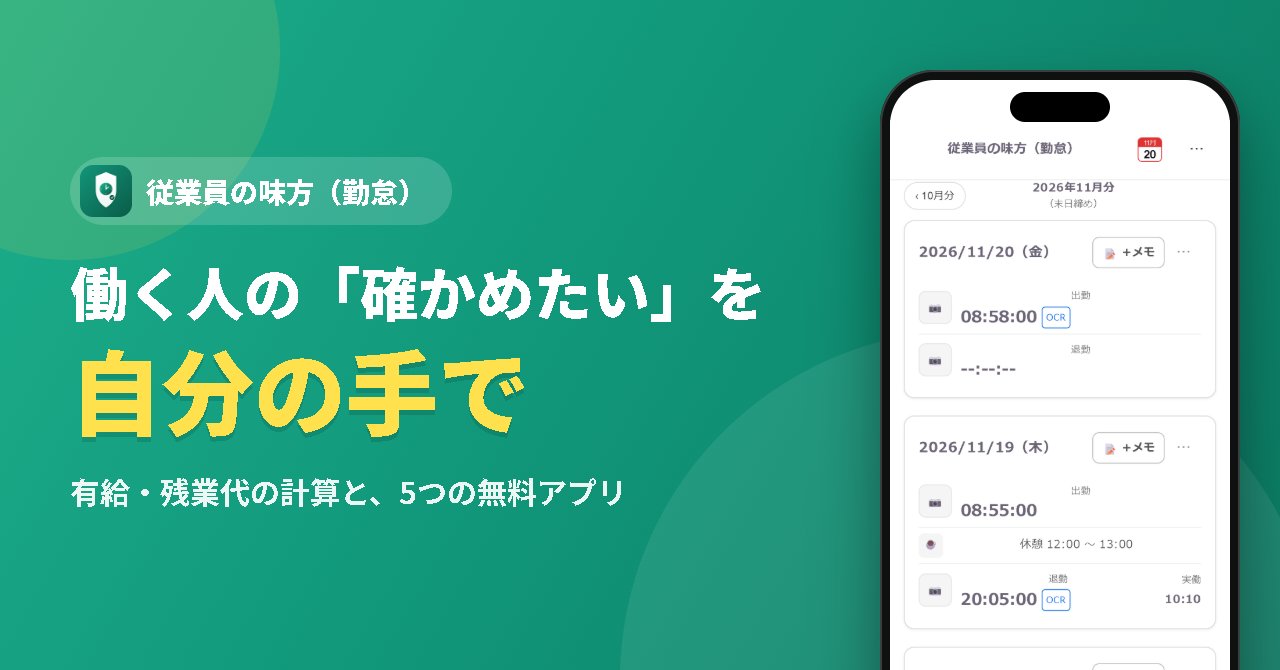 従業員の味方（勤怠）
働く人の「確かめたい」を
自分の手で
有給・残業代の計算と、5つの無料アプリ
従業員の味方（勤怠）
11月
20
…
‹ 10月分
2026年11月分
（末日締め）
2026/11/20（金）
+メモ
…
出勤
08:58:00 OCR
退勤
--:--:--
2026/11/19（木）
+メモ
…
出勤
08:55:00
休憩 12:00 ～ 13:00
退勤
20:05:00 OCR
実働
10:10